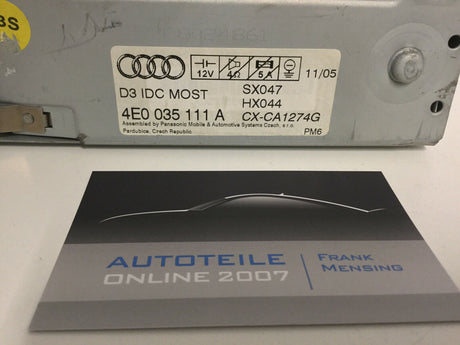 BS
12V 4Ω 5A 11/05
D3 IDC MOST SX047
HX044
4E0 035 111 A CX-CA1274G
Assembled by Panasonic Mobile & Automotive Systems Czech, s.r.o.
Pardubice, Czech Republic PM6
AUTOTEILE
ONLINE 2007
FRANK
MENSING